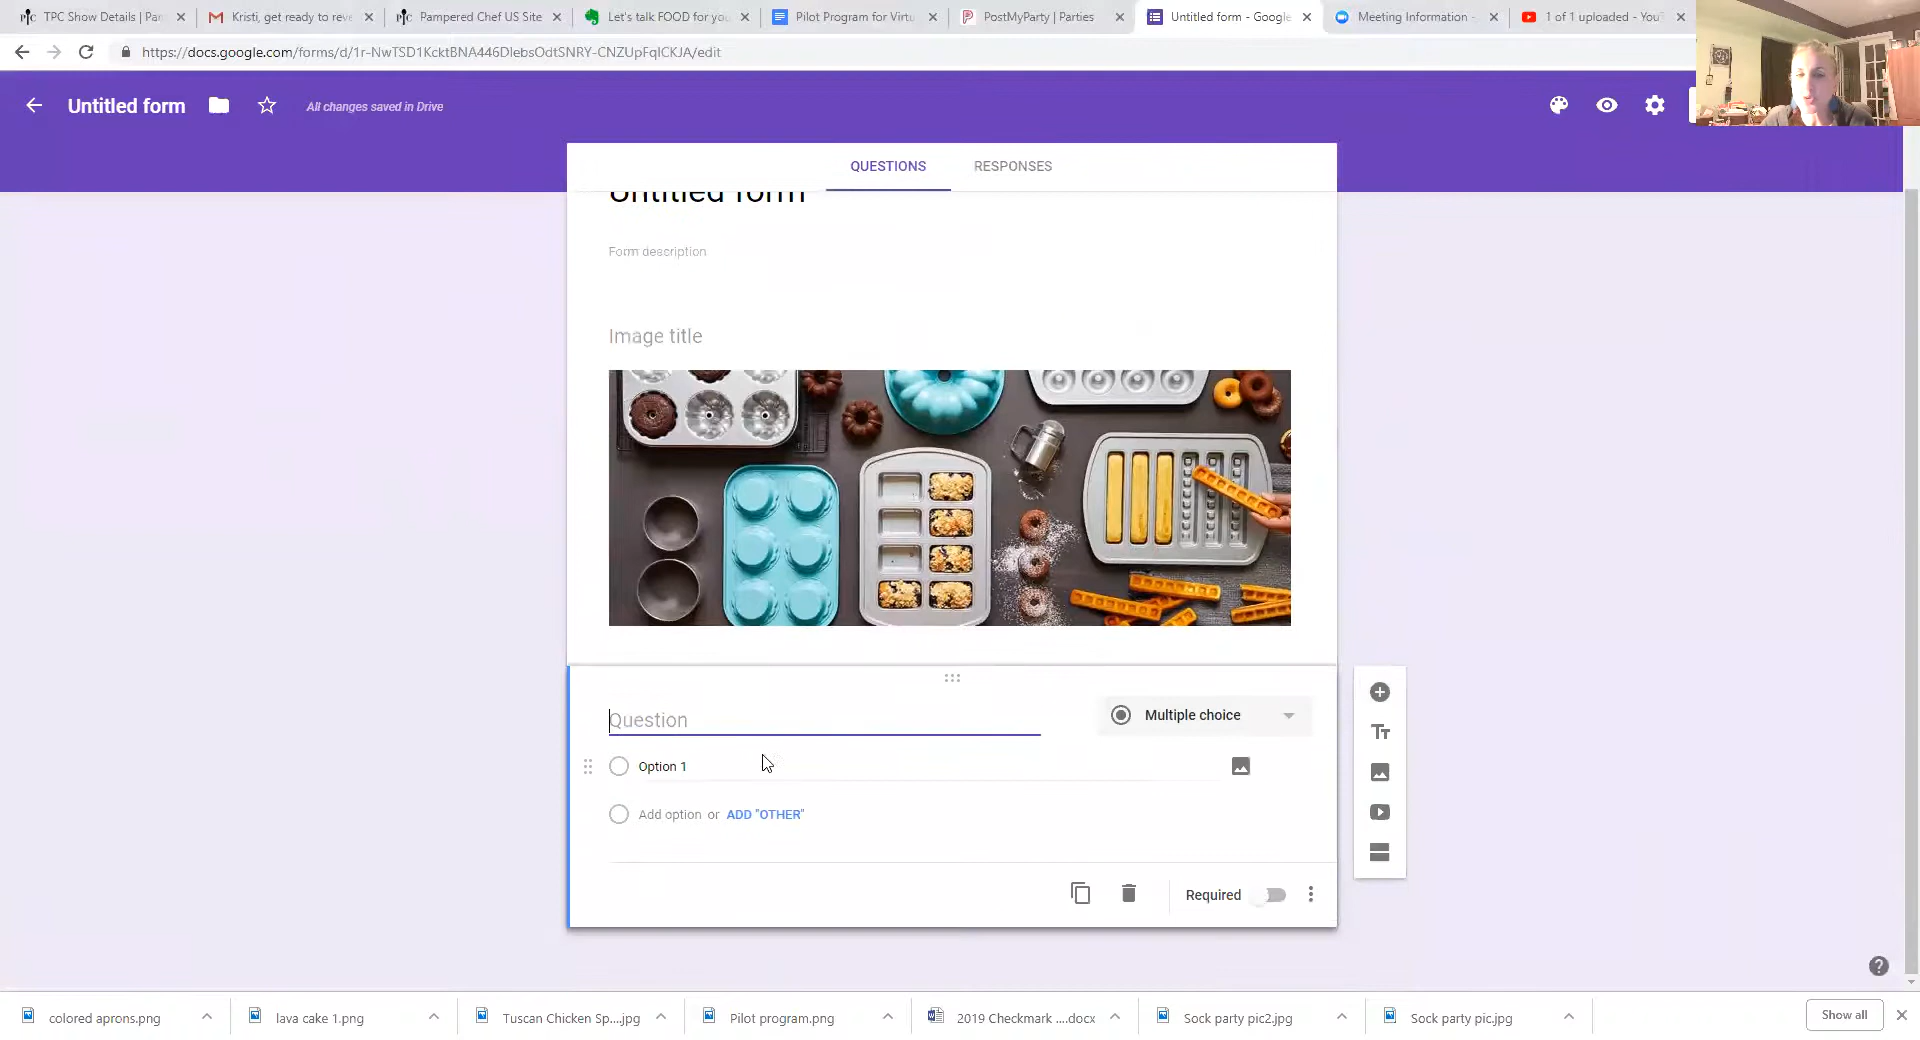 TPC Show Details | Par
Kristi, get ready to reve
Pampered Chef US Site
Let's talk FOOD for you
Pilot Program for Virtu
PostMyParty | Parties
Untitled form - Google
Meeting Information -
1 of 1 uploaded - You
https://docs.google.com/forms/d/1r-NwTSD1KcktBNA446DlebsOdtSNRY-CNZUpFqICKJA/edit
Untitled form
All changes saved in Drive
QUESTIONS RESPONSES
Untitled form
Form description
Image title
Question
Multiple choice
Option 1
Add option or ADD "OTHER"
Required
colored aprons.png
lava cake 1.png
Tuscan Chicken Sp....jpg
Pilot program.png
2019 Checkmark ....docx
Sock party pic2.jpg
Sock party pic.jpg
Show all